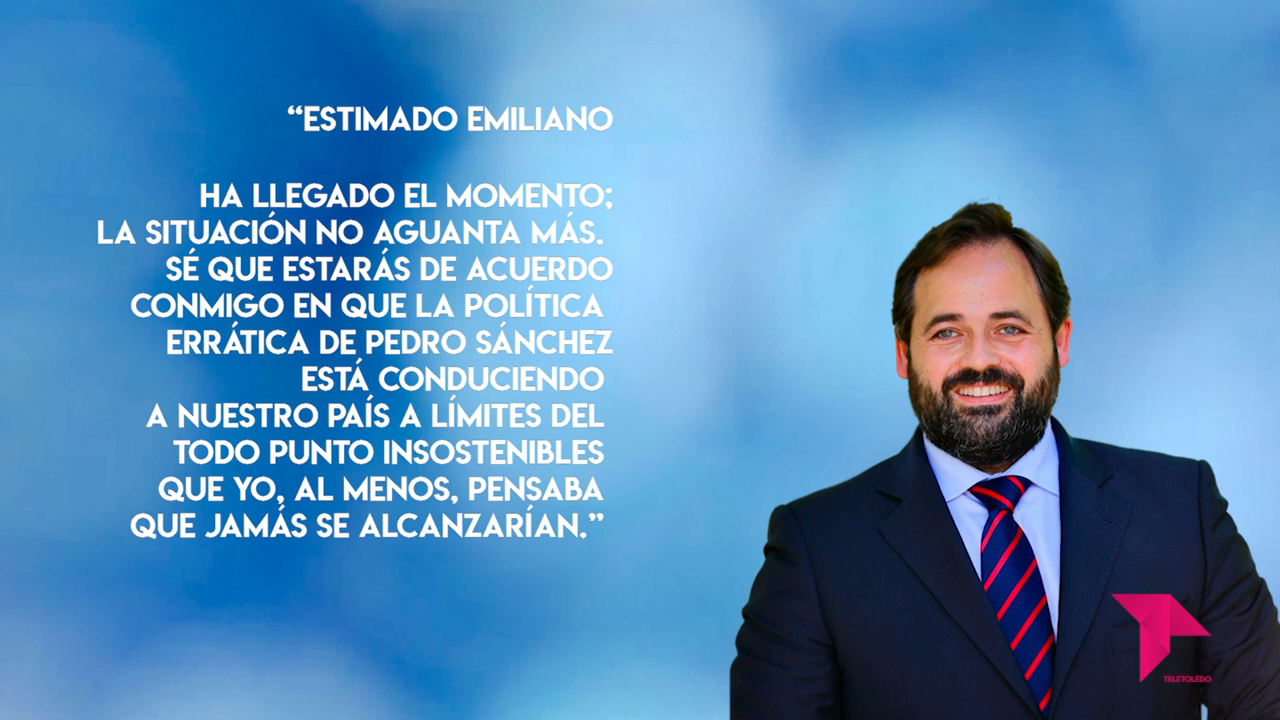 “ESTIMADO EMILIANO
HA LLEGADO EL MOMENTO;
LA SITUACIÓN NO AGUANTA MÁS.
SÉ QUE ESTARÁS DE ACUERDO
CONMIGO EN QUE LA POLÍTICA
ERRÁTICA DE PEDRO SÁNCHEZ
ESTÁ CONDUCIENDO
A NUESTRO PAÍS A LÍMITES DEL
TODO PUNTO INSOSTENIBLES
QUE YO, AL MENOS, PENSABA
QUE JAMÁS SE ALCANZARÍAN.”
TELETOLEDO